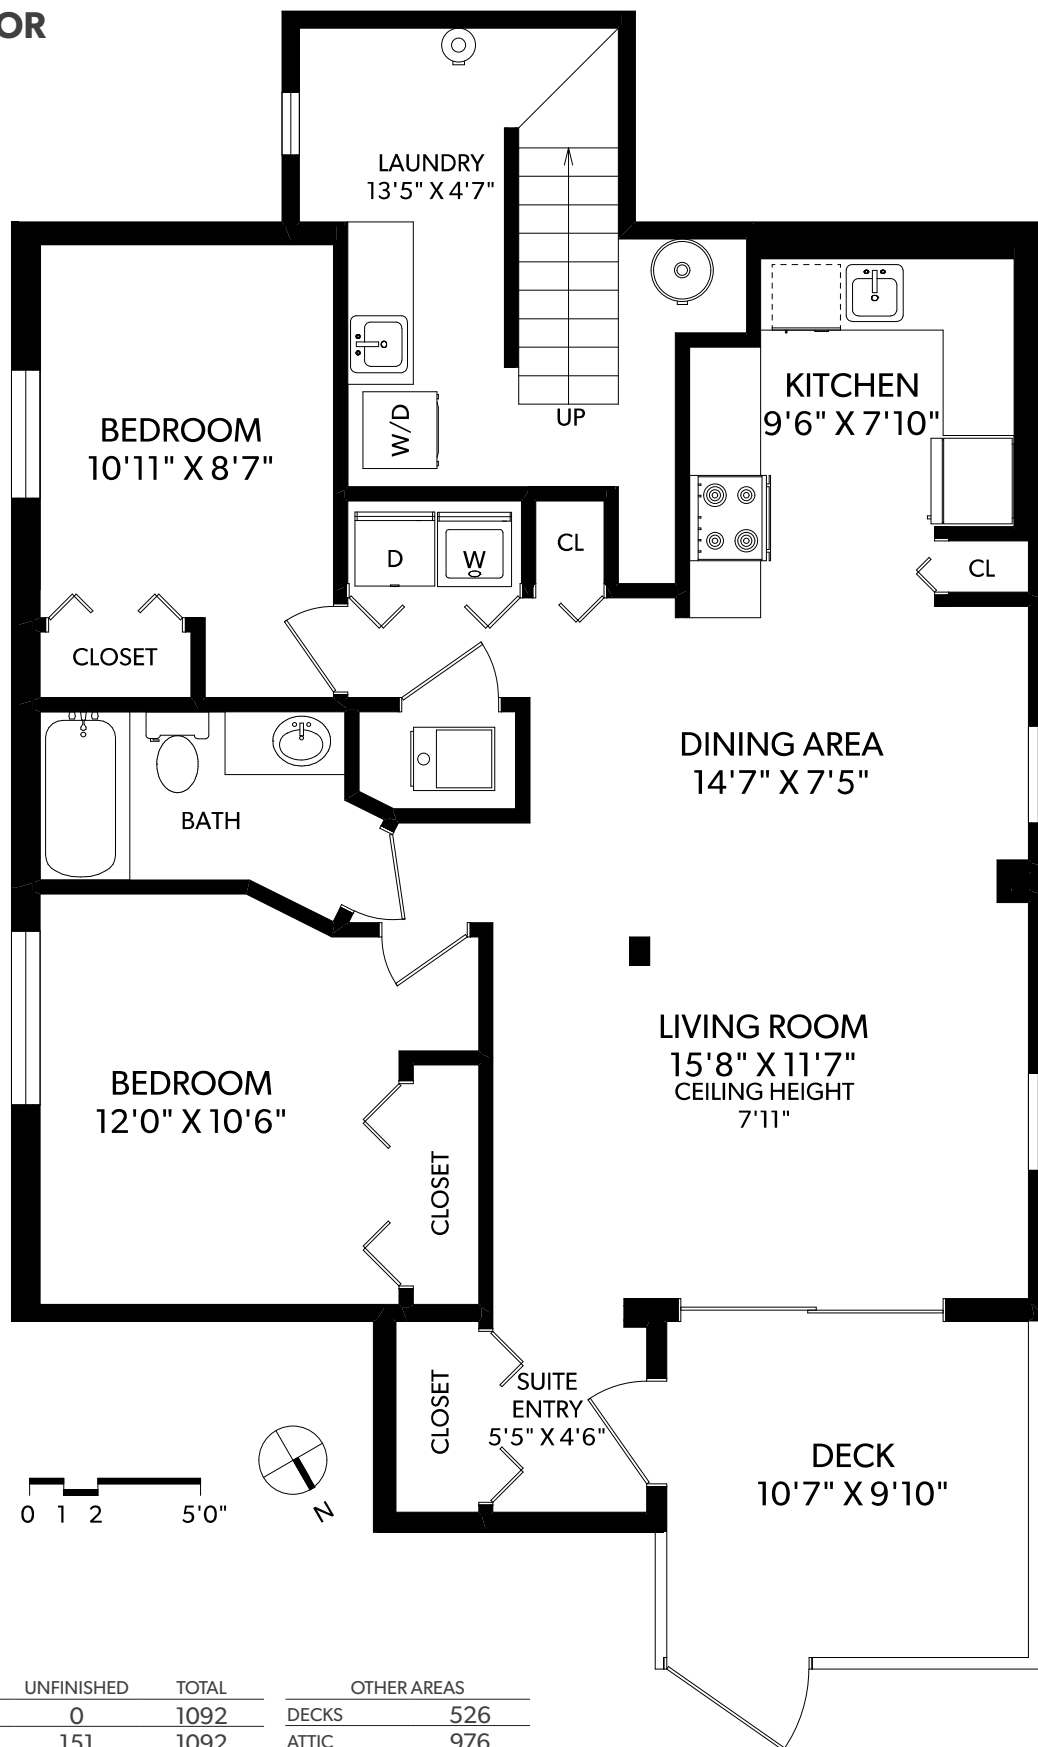 OR
LAUNDRY
13'5" X 4'7"
UP
W/D
KITCHEN
9'6" X 7'10"
BEDROOM
10'11" X 8'7"
D
W
CL
CL
CLOSET
DINING AREA
14'7" X 7'5"
BATH
LIVING ROOM
15'8" X 11'7"
CEILING HEIGHT
7'11"
BEDROOM
12'0" X 10'6"
CLOSET
CLOSET
SUITE
ENTRY
5'5" X 4'6"
DECK
10'7" X 9'10"
0 1 2 5'0"
N
UNFINISHED TOTAL OTHER AREAS
0 1092 DECKS 526
151 1092 ATTIC 976